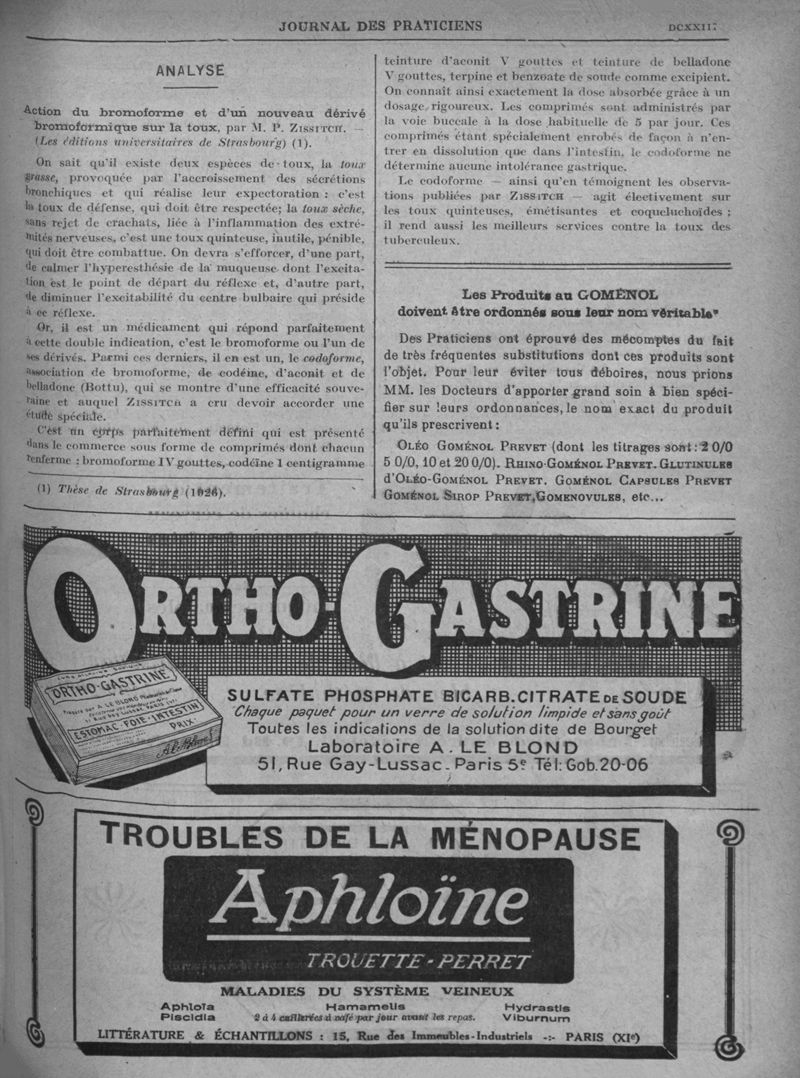 JOURNAL DES PRATICIENS
ANALYSE
Action du bromoforme et d'un nouveau dérivé
bromoformique sur la toux, par M. P. ZISSITCH. —
(Les éditions universitaires de Strasbourg) (1).
On sait qu'il existe deux espèces de toux, la toux
grasse, provoquée par l'accroissement des sécrétions
bronchiques et qui réalise leur expectoration : c'est
la toux de défense, qui doit être respectée; la toux sèche,
sans rejet de crachats, liée à l'inflammation des extré-
mités nerveuses, c'est une toux quinteuse, inutile, pénible,
qui doit être combattue. On devra s'efforcer, d'une part,
de calmer l'hyperesthésie de la muqueuse dont l'excita-
tion est le point de départ du réflexe et, d'autre part,
de diminuer l'excitabilité du centre bulbaire qui préside
à ce réflexe.
Or, il est un médicament qui répond parfaitement
à cette double indication, c'est le bromoforme ou l'un de
ses dérivés. Parmi ces derniers, il en est un, le codoforme,
association de bromoforme, de codéine, d'aconit et de
belladone (Bottu), qui se montre d'une efficacité souve-
raine et auquel ZISSITCH a cru devoir accorder une
étude spéciale.
C'est un corps parfaitement défini qui est présenté
dans le commerce sous forme de comprimés dont chacun
renferme : bromoforme IV gouttes, codéine 1 centigramme
(1) Thèse de Strasbourg (1926).
teinture d'aconit V gouttes et teinture de belladone
V gouttes, terpine et benzoate de soude comme excipient.
On connaît ainsi exactement la dose absorbée grâce à un
dosage rigoureux. Les comprimés sont administrés par
la voie buccale à la dose habituelle de 5 par jour. Ces
comprimés étant spécialement enrobés de façon à n'en-
trer en dissolution que dans l'intestin, le codoforme ne
détermine aucune intolérance gastrique.
Le codoforme — ainsi qu'en témoignent les observa-
tions publiées par ZISSITCH — agit électivement sur
les toux quinteuses, émétisantes et coqueluchoïdes ;
il rend aussi les meilleurs services contre la toux des
tuberculeux.
Les Produits au GOMÉNOL
doivent être ordonnés sous leur nom véritable
Des Praticiens ont éprouvé des mécomptes du fait
de très fréquentes substitutions dont ces produits sont
l'objet. Pour leur éviter tous déboires, nous prions
MM. les Docteurs d'apporter grand soin à bien spéci-
fier sur leurs ordonnances, le nom exact du produit
qu'ils prescrivent :
OLÉO GOMÉNOL PREVET (dont les titrages sont : 2 0/0
5 0/0, 10 et 20 0/0). RHINO-GOMÉNOL PREVET. GLUTINULES
d'OLÉO-GOMÉNOL PREVET. GOMÉNOL CAPSULES PREVET
GOMÉNOL SIROP PREVET, GOMENOVULES, etc...
ORTHO-GASTRINE
ORTHO-GASTRINE
ESTOMAC-FOIE-INTESTIN
PRIX
SULFATE PHOSPHATE BICARB. CITRATE DE SOUDE
Chaque paquet pour un verre de solution limpide et sans goût
Toutes les indications de la solution dite de Bourget
Laboratoire A. LE BLOND
51, Rue Gay-Lussac. Paris 5e Tél: Gob. 20-06
TROUBLES DE LA MÉNOPAUSE
Aphloïne
TROUETTE-PERRET
MALADIES DU SYSTÈME VEINEUX
Aphloïa Hamamelis Hydrastis
Piscidia 2 à 4 cuillerées à café par jour avant les repas. Viburnum
LITTÉRATURE & ÉCHANTILLONS : 15, Rue des Immeubles-Industriels -:- PARIS (XIe)